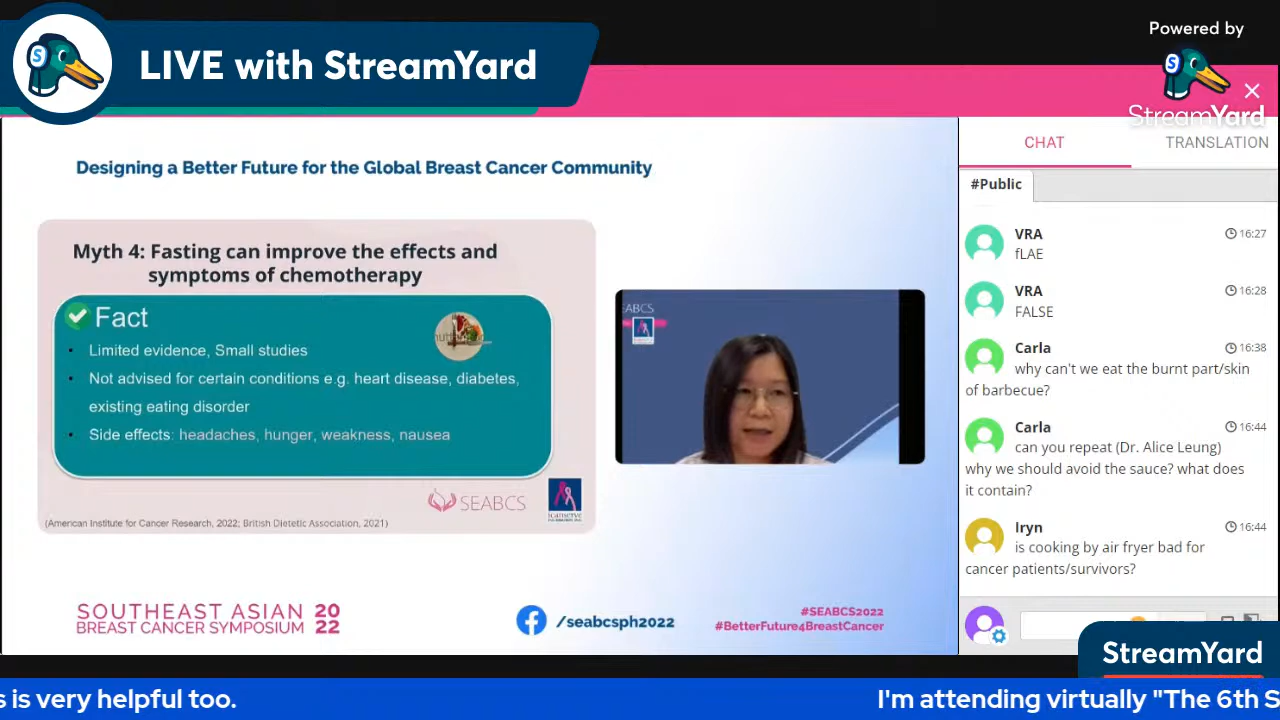 LIVE with StreamYard
Powered by
StreamYard
Designing a Better Future for the Global Breast Cancer Community
Myth 4: Fasting can improve the effects and
symptoms of chemotherapy
Fact
• Limited evidence, Small studies
• Not advised for certain conditions e.g. heart disease, diabetes,
existing eating disorder
• Side effects: headaches, hunger, weakness, nausea
SEABCS
(American Institute for Cancer Research, 2022; British Dietetic Association, 2021)
EABCS
SOUTHEAST ASIAN
BREAST CANCER SYMPOSIUM
20
22
/seabcsph2022
#SEABCS2022
#BetterFuture4BreastCancer
CHAT
TRANSLATION
#Public
VRA
16:27
fLAE
VRA
16:28
FALSE
Carla
16:38
why can't we eat the burnt part/skin
of barbecue?
Carla
16:44
can you repeat (Dr. Alice Leung)
why we should avoid the sauce? what does
it contain?
Iryn
16:44
is cooking by air fryer bad for
cancer patients/survivors?
StreamYard
s is very helpful too.
I'm attending virtually "The 6th S